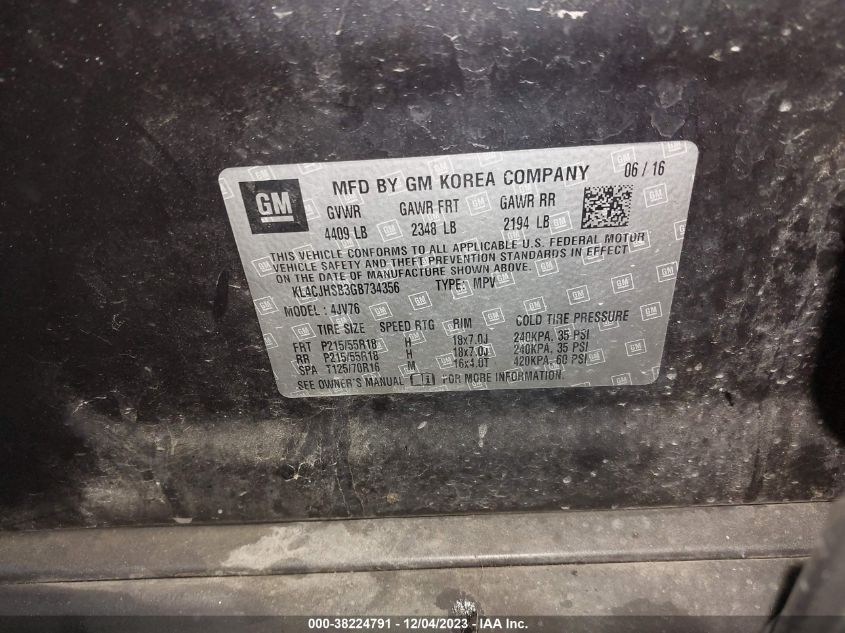 GM
MFD BY GM KOREA COMPANY 06 / 16
GVWR GAWR FRT GAWR RR
4409 LB 2348 LB 2194 LB
THIS VEHICLE CONFORMS TO ALL APPLICABLE U.S. FEDERAL MOTOR
VEHICLE SAFETY, AND THEFT PREVENTION STANDARDS IN EFFECT
ON THE DATE OF MANUFACTURE SHOWN ABOVE.
KL4CJHSB3GB734356 TYPE: MPV
MODEL : 4JV76
TIRE SIZE SPEED RTG RIM COLD TIRE PRESSURE
FRT P215/55R18 H 18x7.0J 240KPA, 35 PSI
RR P215/55R18 H 18x7.0J 240KPA, 35 PSI
SPA T125/70R16 M 16x4.0T 420KPA, 60 PSI
SEE OWNER'S MANUAL FOR MORE INFORMATION.
000-38224791 - 12/04/2023 - IAA Inc.